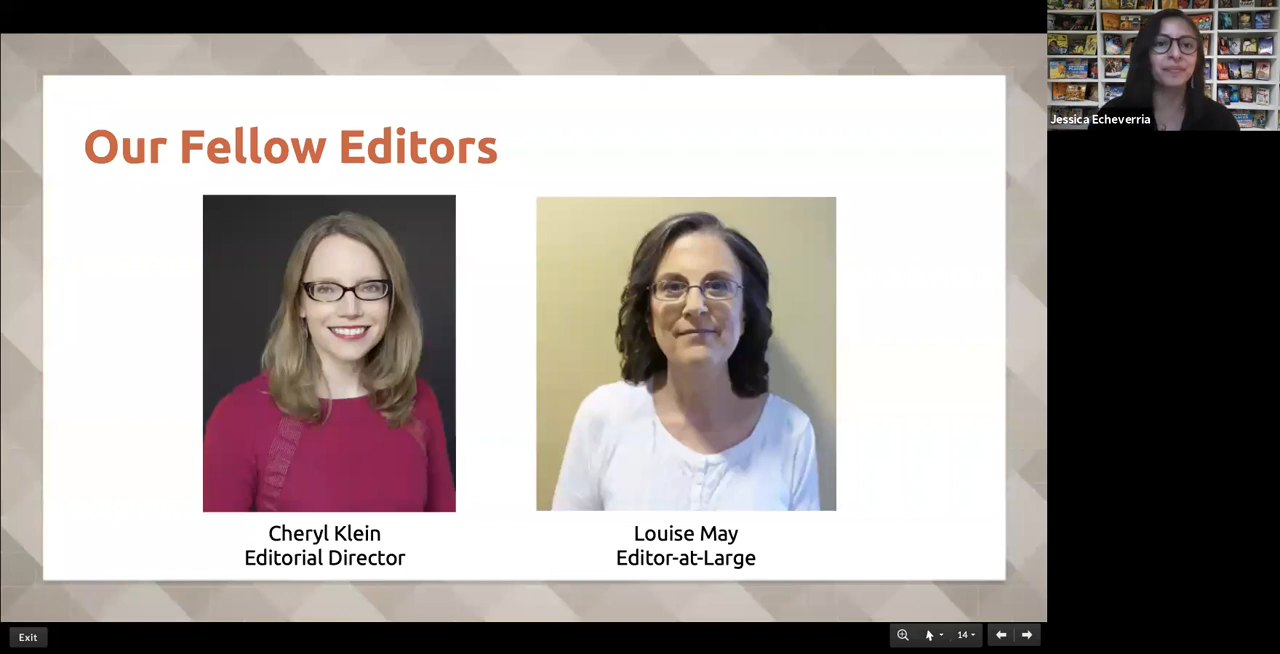 Our Fellow Editors
Cheryl Klein
Editorial Director
Louise May
Editor-at-Large
Jessica Echeverria
Exit
14